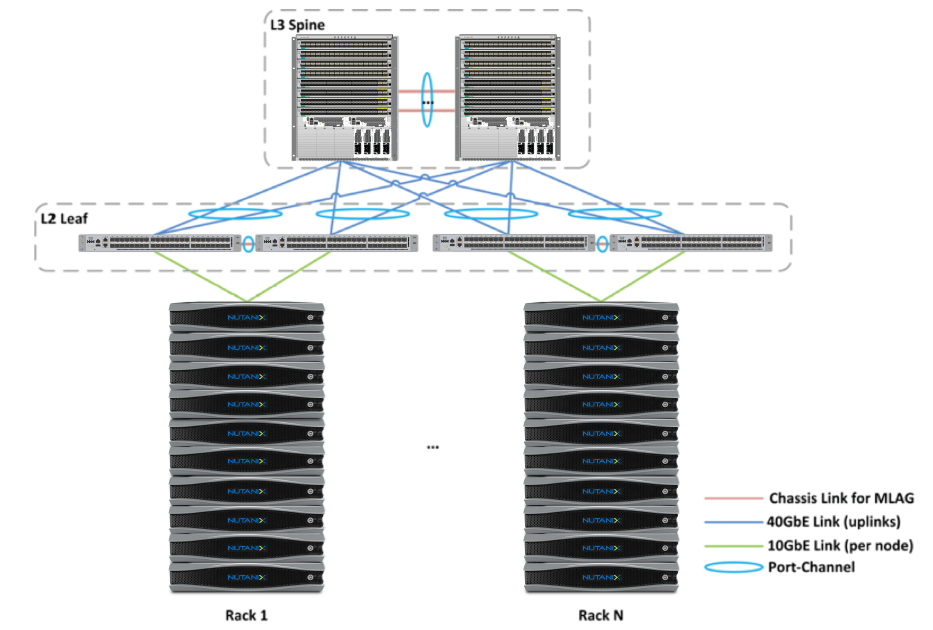 L3 Spine
...
L2 Leaf
NUTANIX NUTANIX
NUTANIX NUTANIX
NUTANIX NUTANIX
NUTANIX NUTANIX
NUTANIX NUTANIX
...
NUTANIX NUTANIX
NUTANIX NUTANIX
NUTANIX NUTANIX
NUTANIX NUTANIX
NUTANIX NUTANIX
Chassis Link for MLAG
40GbE Link (uplinks)
10GbE Link (per node)
Port-Channel
Rack 1
Rack N